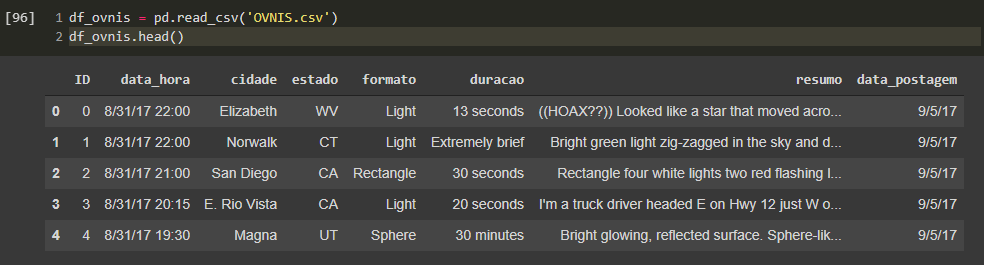 [96] 1 df_ovnis = pd.read_csv('OVNIS.csv')
2 df_ovnis.head()
ID data_hora cidade estado formato duracao resumo data_postagem
0 0 8/31/17 22:00 Elizabeth WV Light 13 seconds ((HOAX??)) Looked like a star that moved acro... 9/5/17
1 1 8/31/17 22:00 Norwalk CT Light Extremely brief Bright green light zig-zagged in the sky and d... 9/5/17
2 2 8/31/17 21:00 San Diego CA Rectangle 30 seconds Rectangle four white lights two red flashing l... 9/5/17
3 3 8/31/17 20:15 E. Rio Vista CA Light 20 seconds I'm a truck driver headed E on Hwy 12 just W o... 9/5/17
4 4 8/31/17 19:30 Magna UT Sphere 30 minutes Bright glowing, reflected surface. Sphere-lik... 9/5/17